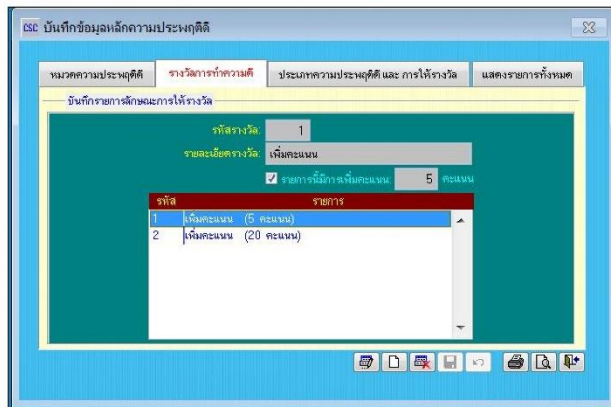 CSC บันทึกข้อมูลหลักความประพฤติดี
หมวดความประพฤติดี รางวัลการทำความดี ประเภทความประพฤติดี และ การให้รางวัล แสดงรายการทั้งหมด
บันทึกรายการลักษณะการให้รางวัล
รหัสรางวัล: 1
รายละเอียดรางวัล: เพิ่มคะแนน
รายการนี้มีการเพิ่มคะแนน: 5 คะแนน
รหัส รายการ
1 เพิ่มคะแนน (5 คะแนน)
2 เพิ่มคะแนน (20 คะแนน)